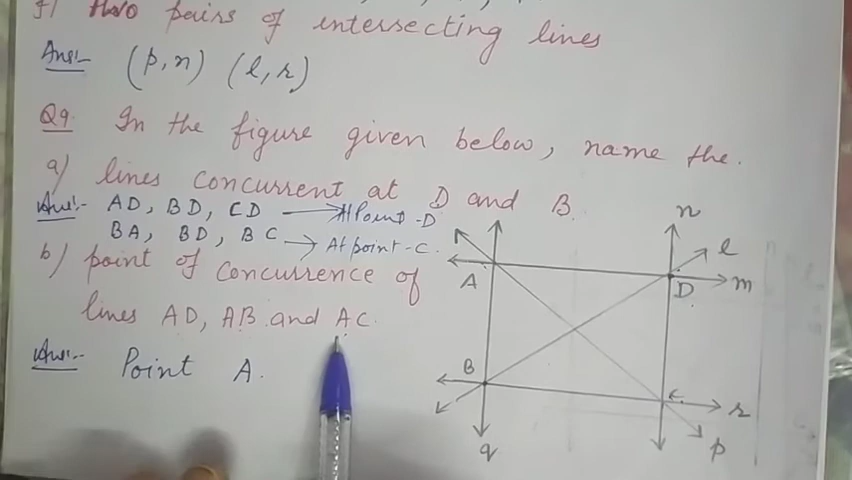 f) Two pairs of intersecting lines
Ans:- (p, n) (l, r)
Q9. In the figure given below, name the.
a) lines concurrent at D and B.
Ans:- AD, BD, CD → At Point-D
BA, BD, BC → At point-C.
b) point of concurrence of
lines AD, AB and AC.
Ans:- Point A.
n
l
A
D
m
B
C
r
q
p